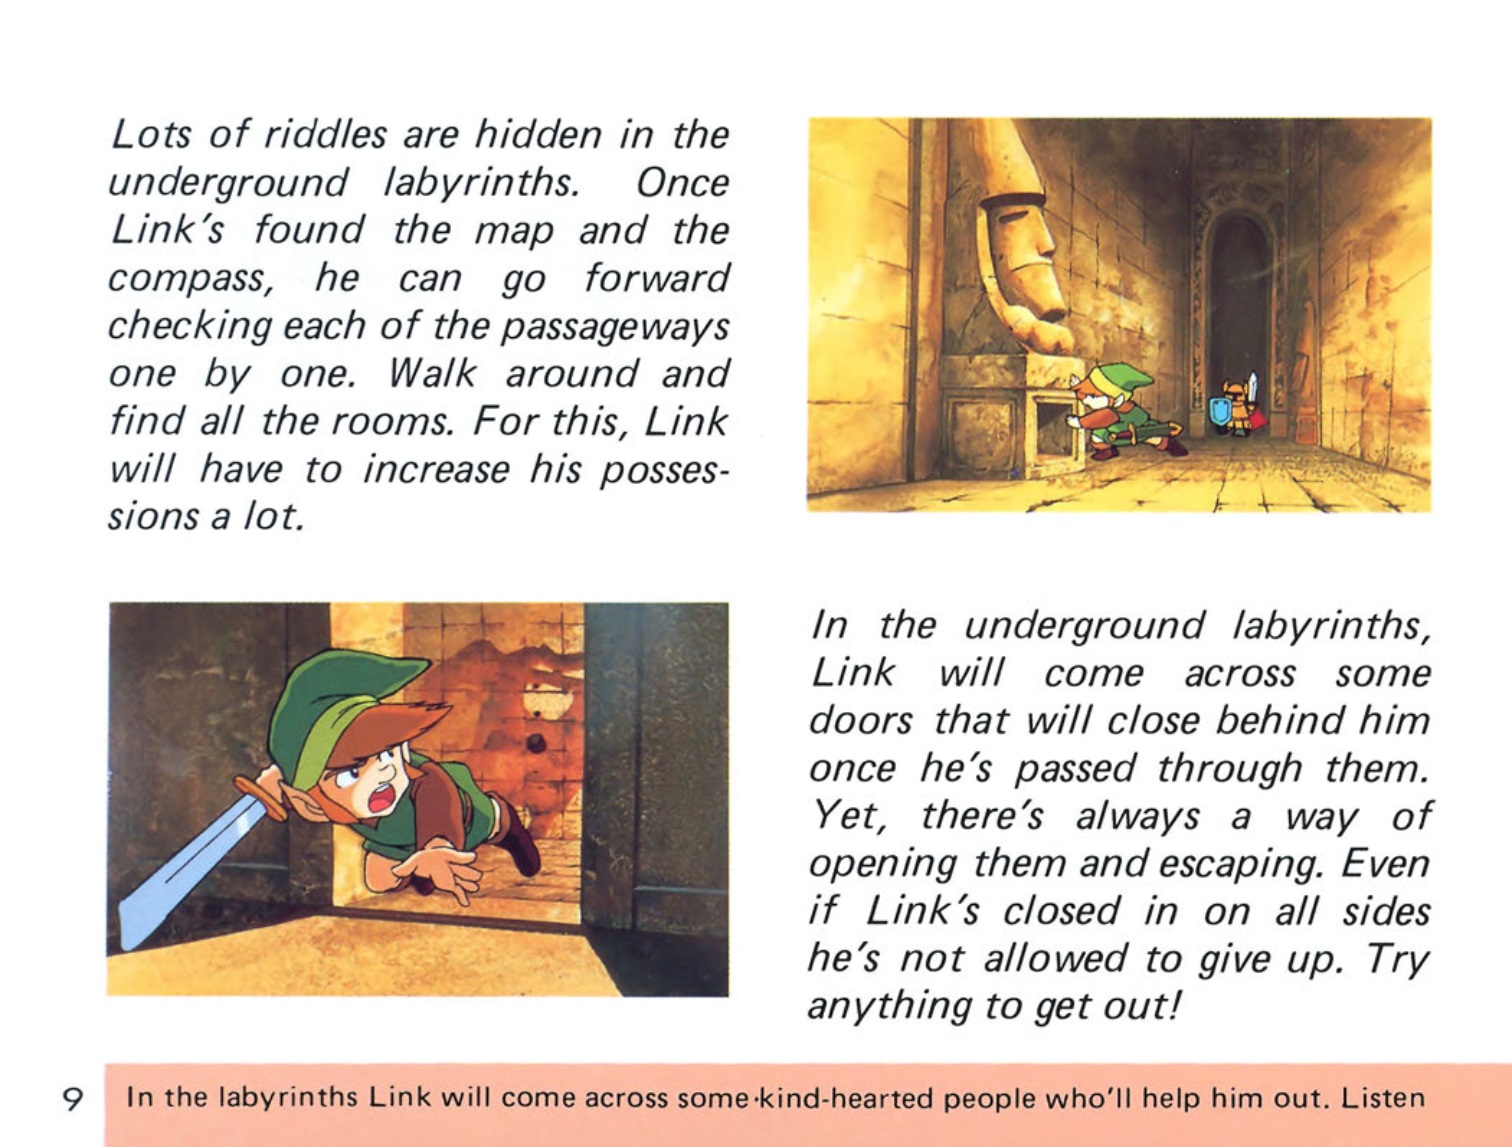 Lots of riddles are hidden in the
underground labyrinths. Once
Link's found the map and the
compass, he can go forward
checking each of the passageways
one by one. Walk around and
find all the rooms. For this, Link
will have to increase his posses-
sions a lot.
In the underground labyrinths,
Link will come across some
doors that will close behind him
once he's passed through them.
Yet, there's always a way of
opening them and escaping. Even
if Link's closed in on all sides
he's not allowed to give up. Try
anything to get out!
9
In the labyrinths Link will come across some kind-hearted people who'll help him out. Listen